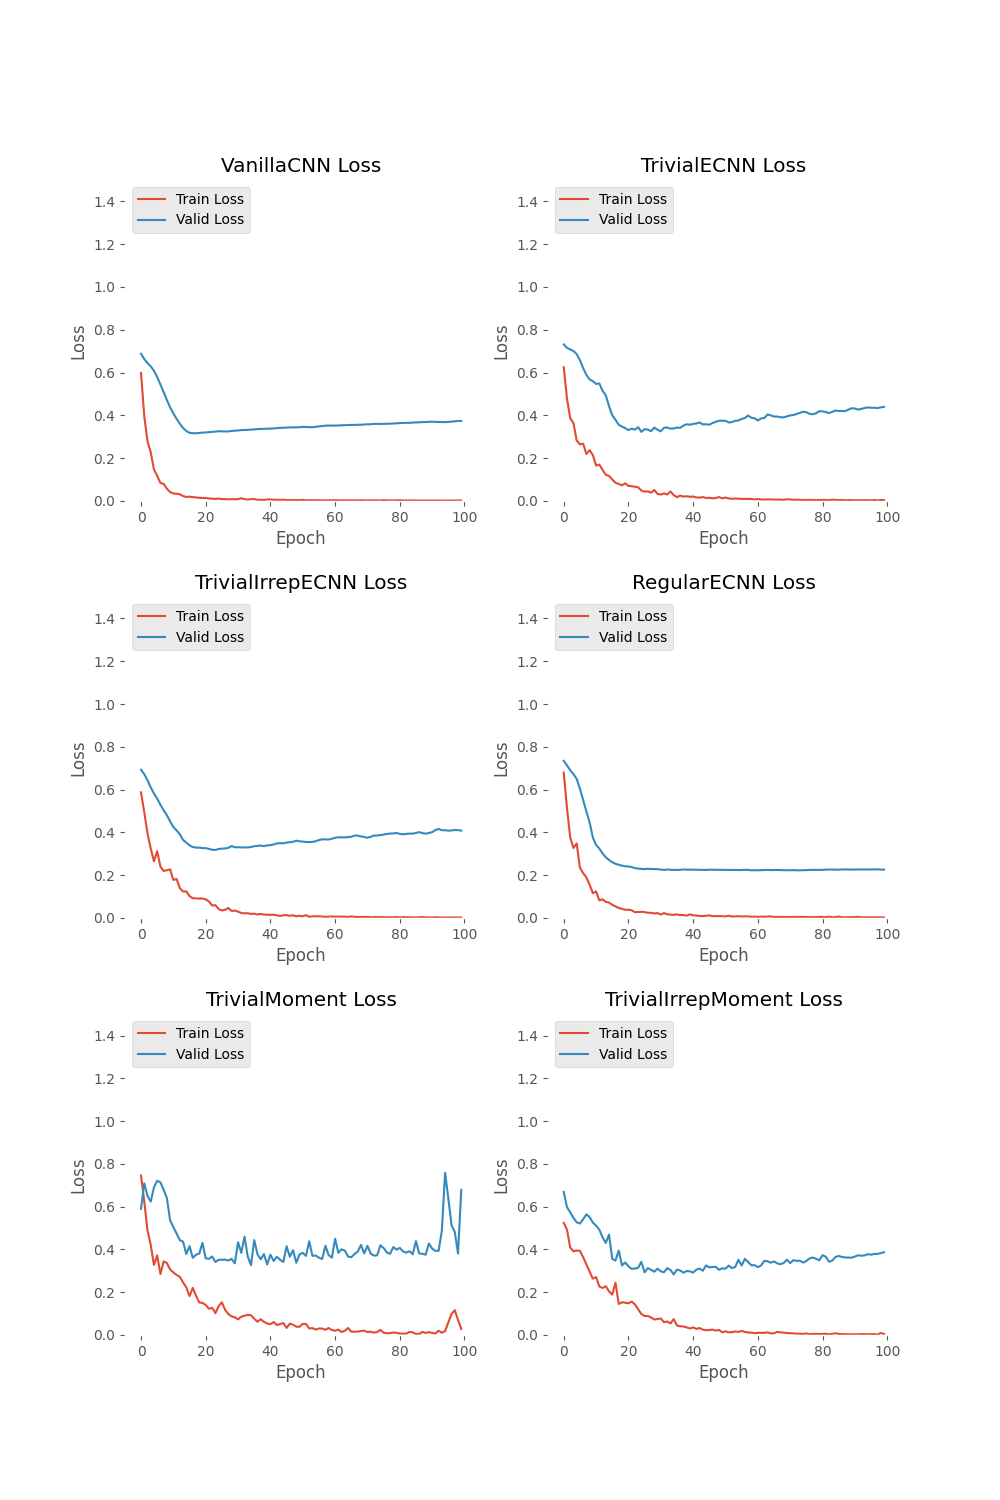 VanillaCNN Loss
Train Loss
Valid Loss
1.4
1.2
1.0
0.8
0.6
0.4
0.2
0.0
Loss
0 20 40 60 80 100
Epoch
TrivialECNN Loss
Train Loss
Valid Loss
1.4
1.2
1.0
0.8
0.6
0.4
0.2
0.0
Loss
0 20 40 60 80 100
Epoch
TrivialIrrepECNN Loss
Train Loss
Valid Loss
1.4
1.2
1.0
0.8
0.6
0.4
0.2
0.0
Loss
0 20 40 60 80 100
Epoch
RegularECNN Loss
Train Loss
Valid Loss
1.4
1.2
1.0
0.8
0.6
0.4
0.2
0.0
Loss
0 20 40 60 80 100
Epoch
TrivialMoment Loss
Train Loss
Valid Loss
1.4
1.2
1.0
0.8
0.6
0.4
0.2
0.0
Loss
0 20 40 60 80 100
Epoch
TrivialIrrepMoment Loss
Train Loss
Valid Loss
1.4
1.2
1.0
0.8
0.6
0.4
0.2
0.0
Loss
0 20 40 60 80 100
Epoch